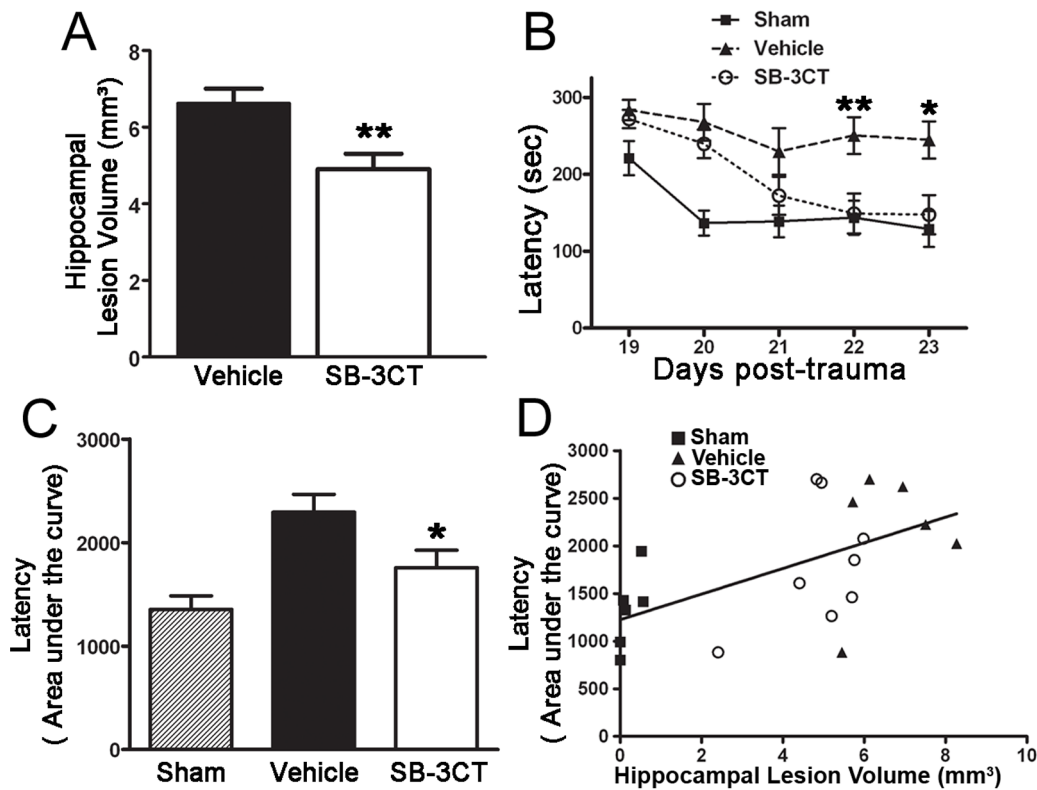 A
Hippocampal
Lesion Volume (mm³)
8
6
4
2
0
**
Vehicle
SB-3CT
B
Sham
Vehicle
SB-3CT
Latency (sec)
300
200
100
0
**
*
19
20
21
22
23
Days post-trauma
C
Latency
( Area under the curve)
3000
2000
1000
0
*
Sham
Vehicle
SB-3CT
D
Sham
Vehicle
SB-3CT
Latency
( Area under the curve)
3000
2500
2000
1500
1000
500
0
0
2
4
6
8
10
Hippocampal Lesion Volume (mm³)